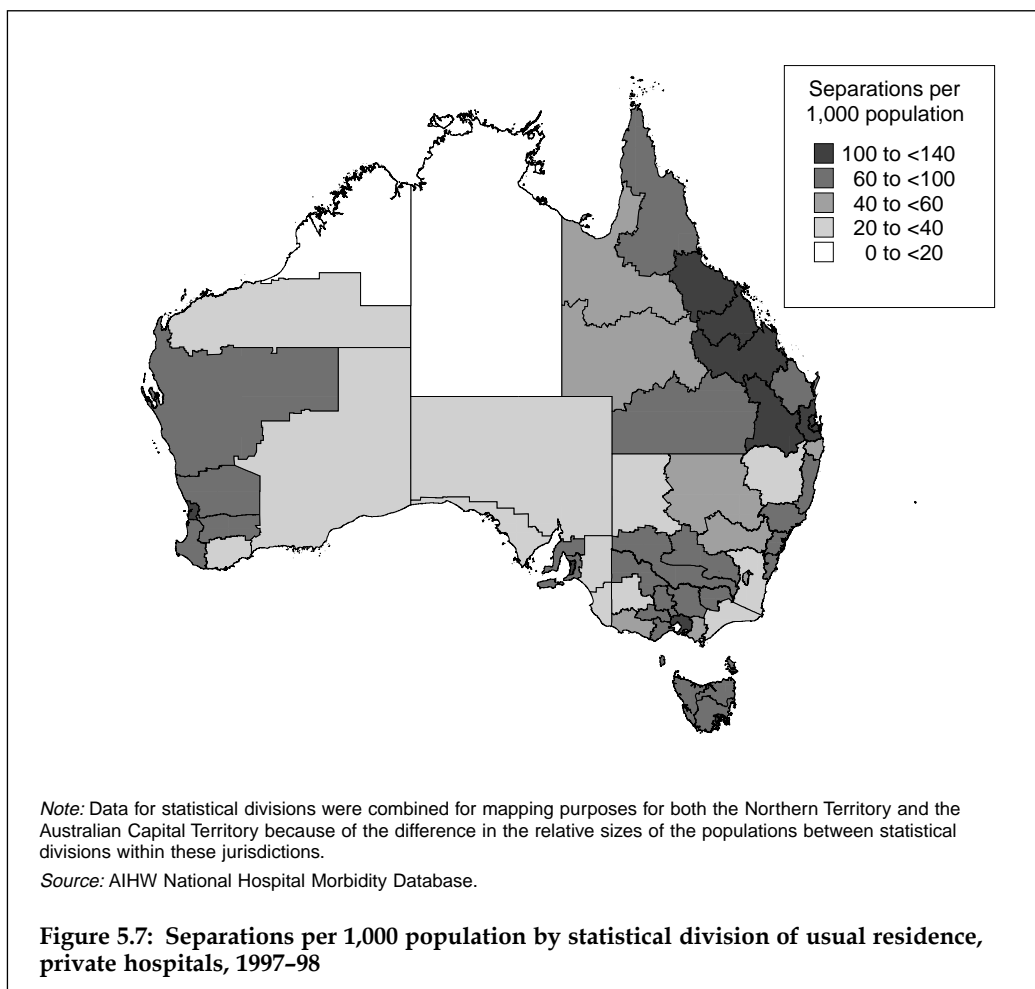 Separations per
1,000 population
100 to <140
60 to <100
40 to <60
20 to <40
0 to <20
Note: Data for statistical divisions were combined for mapping purposes for both the Northern Territory and the
Australian Capital Territory because of the difference in the relative sizes of the populations between statistical
divisions within these jurisdictions.
Source: AIHW National Hospital Morbidity Database.
Figure 5.7: Separations per 1,000 population by statistical division of usual residence,
private hospitals, 1997–98